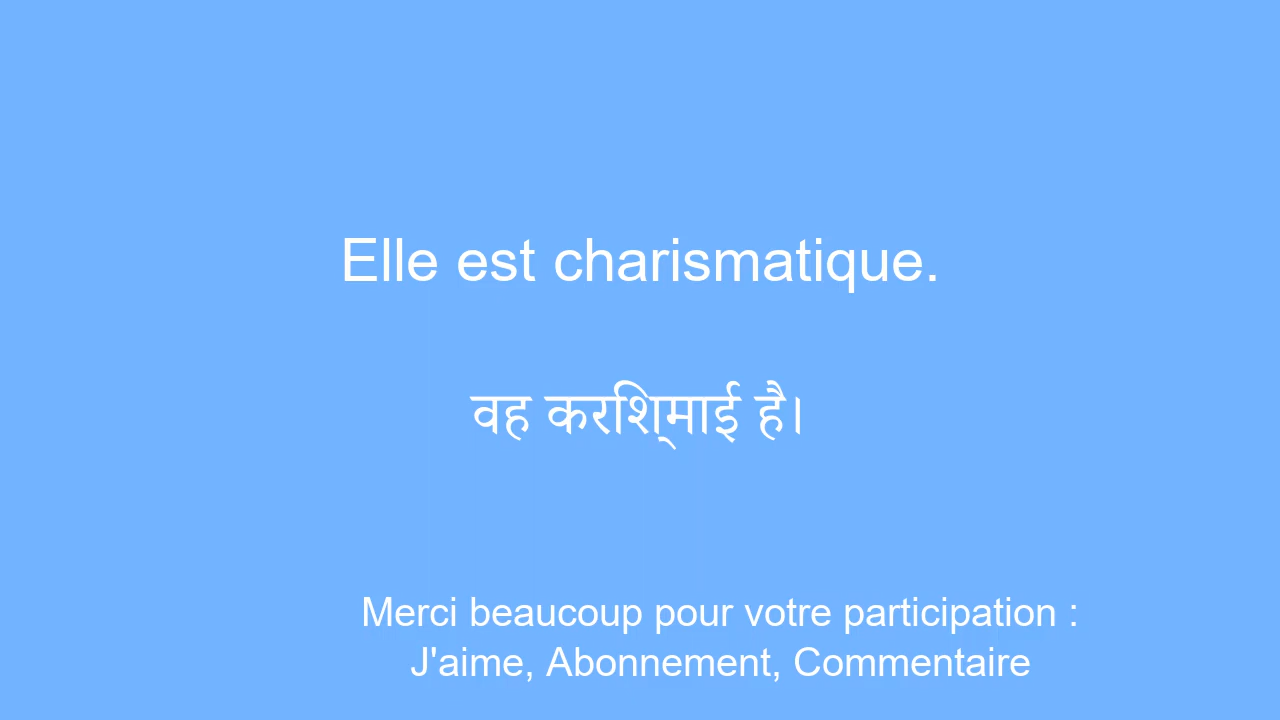 Elle est charismatique.
वह करिश्माई है।
Merci beaucoup pour votre participation :
J'aime, Abonnement, Commentaire